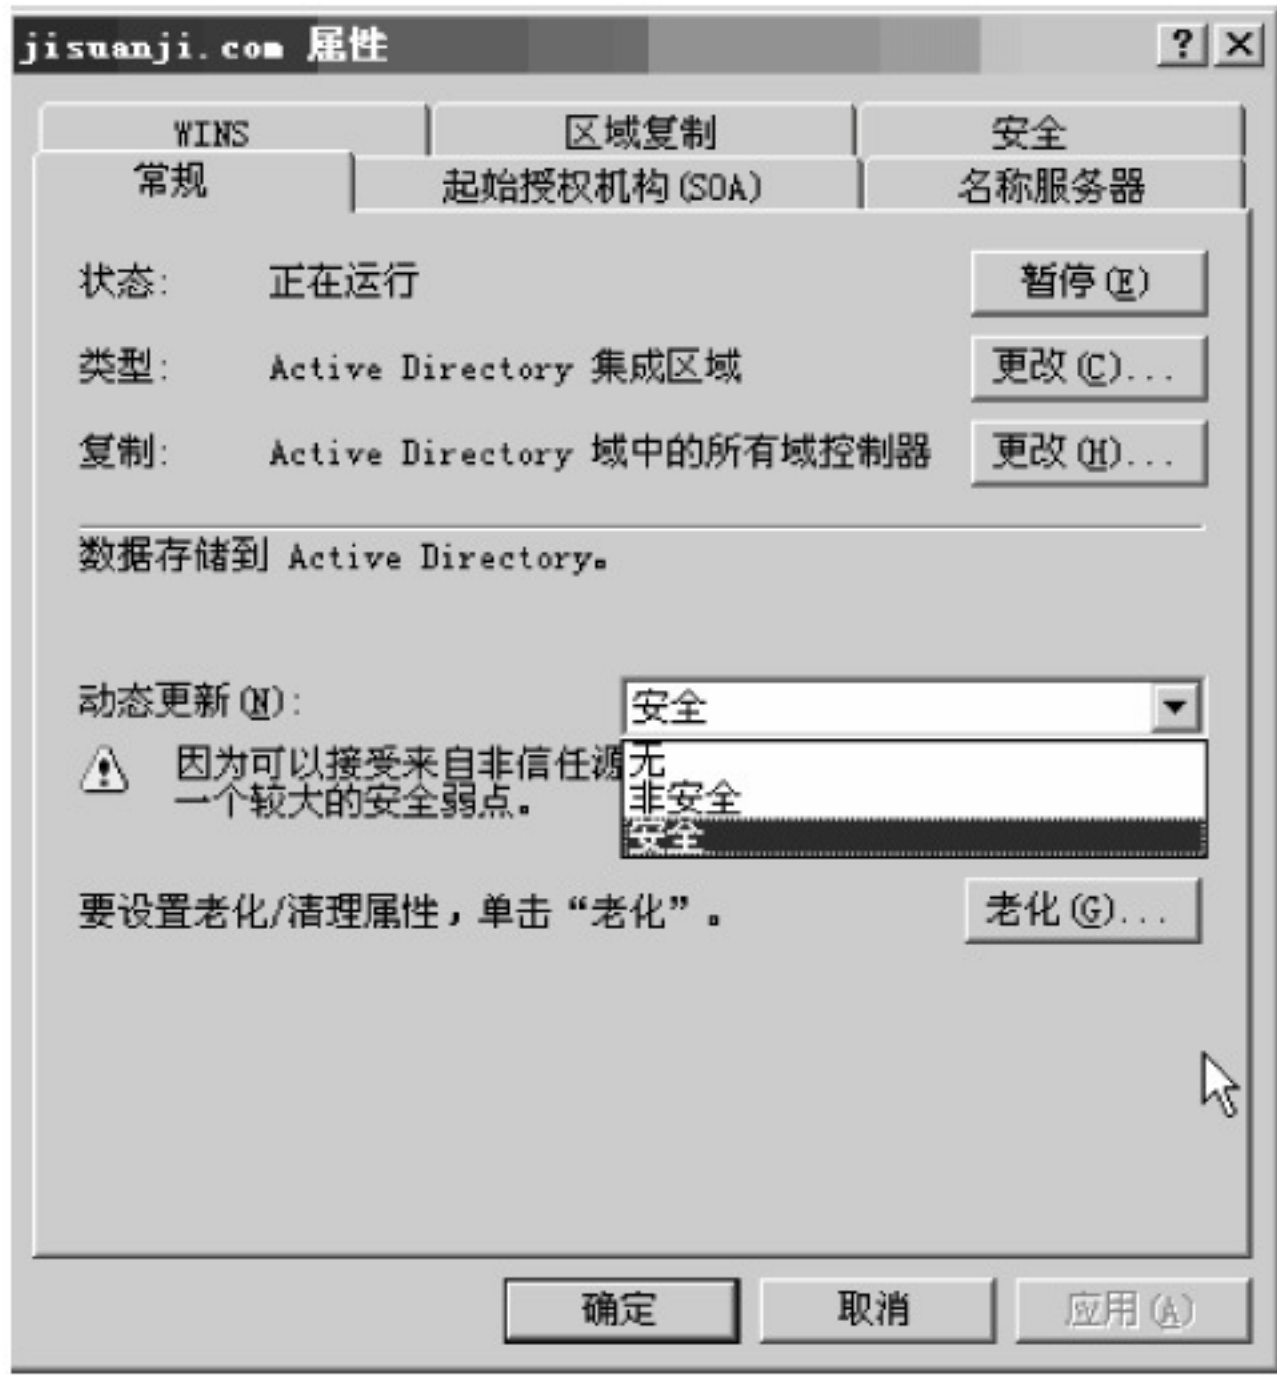 jisuanji.com 属性
WINS 区域复制 安全
常规 起始授权机构(SOA) 名称服务器
状态: 正在运行 暂停(E)
类型: Active Directory 集成区域 更改(C)...
复制: Active Directory 域中的所有域控制器 更改(H)...
数据存储到 Active Directory。
动态更新(N): 安全
因为可以接受来自非信任源
一个较大的安全弱点。
无
非安全
安全
要设置老化/清理属性，单击“老化”。 老化(G)...
确定 取消 应用(A)